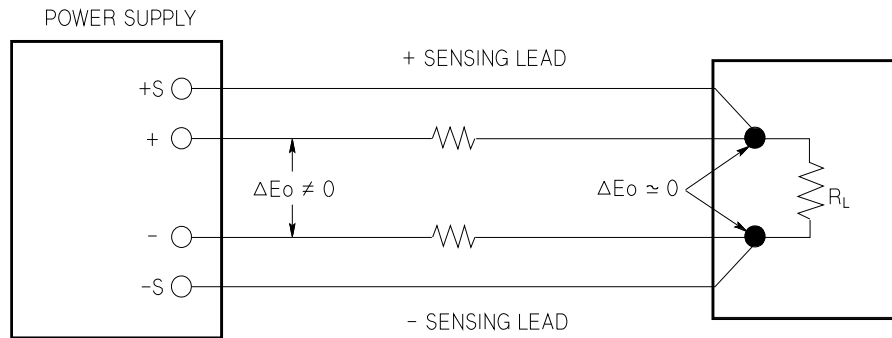 POWER SUPPLY
+ SENSING LEAD
+S
+
ΔEo ≠ 0
ΔEo ≃ 0
RL
-
-S
- SENSING LEAD